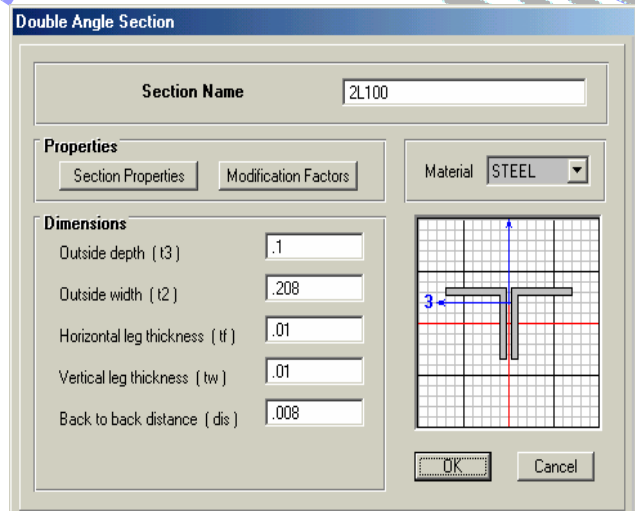 Double Angle Section
Section Name 2L100
Properties
Section Properties Modification Factors
Material STEEL
Dimensions
Outside depth ( t3 ) .1
Outside width ( t2 ) .208
Horizontal leg thickness ( tf ) .01
Vertical leg thickness ( tw ) .01
Back to back distance ( dis ) .008
3
OK Cancel